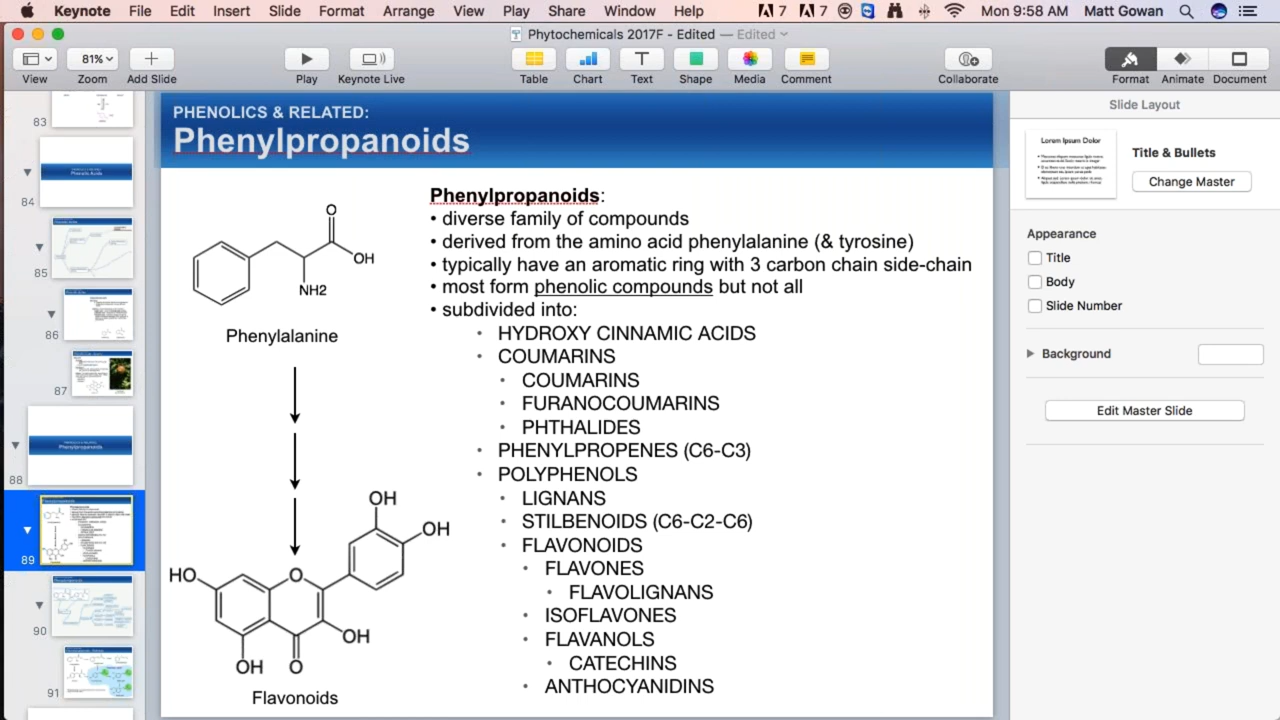 Keynote File Edit Insert Slide Format Arrange View Play Share Window Help 7 7 Mon 9:58 AM Matt Gowan
Phytochemicals 2017F - Edited — Edited
81%
View Zoom Add Slide Play Keynote Live Table Chart Text Shape Media Comment Collaborate Format Animate Document
83
84
85
86
87
Phenylpropanoids
88
89
90
91
PHENOLICS & RELATED:
Phenylpropanoids
O
OH
NH2
Phenylalanine
OH
OH
HO
O
OH
OH
O
Flavonoids
Phenylpropanoids:
• diverse family of compounds
• derived from the amino acid phenylalanine (& tyrosine)
• typically have an aromatic ring with 3 carbon chain side-chain
• most form phenolic compounds but not all
• subdivided into:
• HYDROXY CINNAMIC ACIDS
• COUMARINS
• COUMARINS
• FURANOCOUMARINS
• PHTHALIDES
• PHENYLPROPENES (C6-C3)
• POLYPHENOLS
• LIGNANS
• STILBENOIDS (C6-C2-C6)
• FLAVONOIDS
• FLAVONES
• FLAVOLIGNANS
• ISOFLAVONES
• FLAVANOLS
• CATECHINS
• ANTHOCYANIDINS
Slide Layout
Lorem Ipsum Dolor
Title & Bullets
Change Master
Appearance
Title
Body
Slide Number
Background
Edit Master Slide